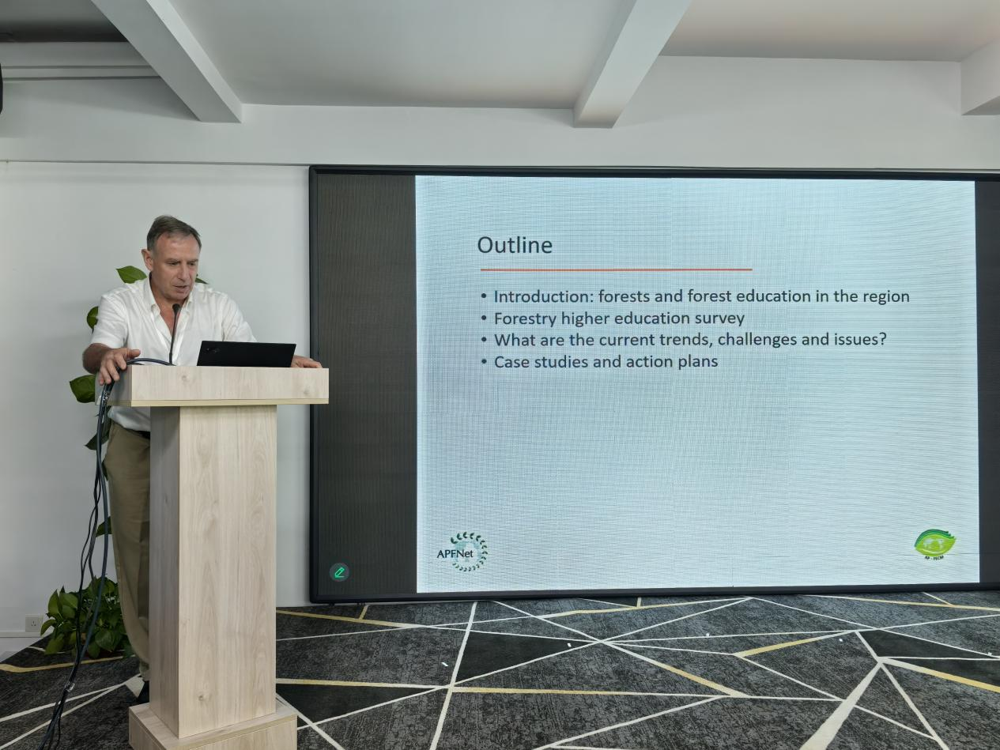 Outline
• Introduction: forests and forest education in the region
• Forestry higher education survey
• What are the current trends, challenges and issues?
• Case studies and action plans
APFNet
AP - FECM